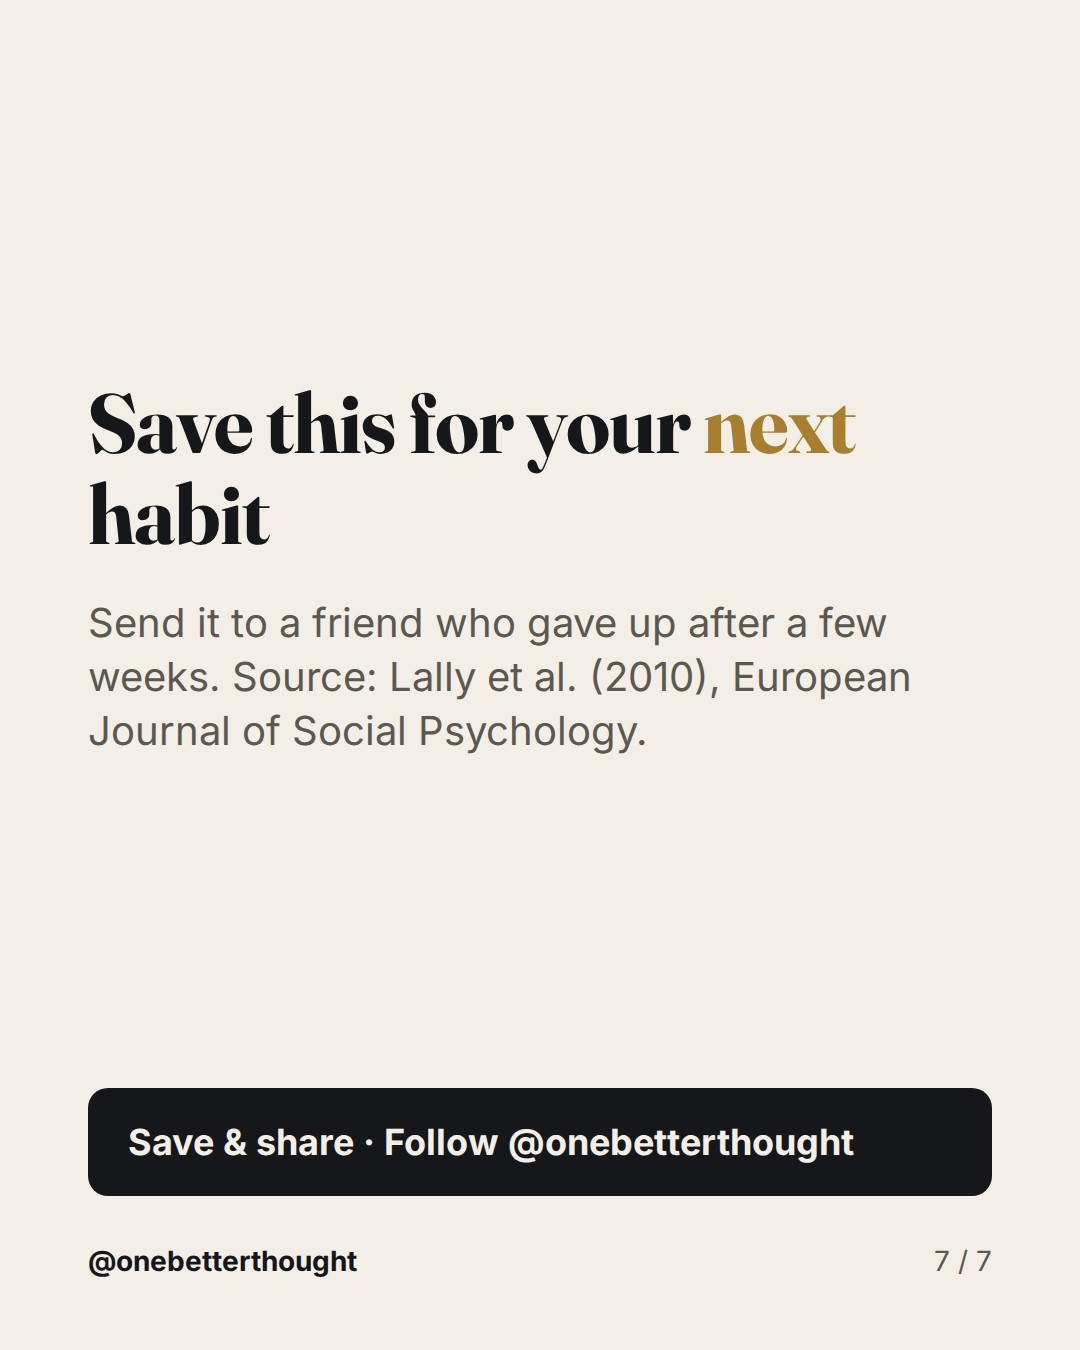 Save this for your next
habit
Send it to a friend who gave up after a few
weeks. Source: Lally et al. (2010), European
Journal of Social Psychology.
Save & share · Follow @onebetterthought
@onebetterthought
7 / 7